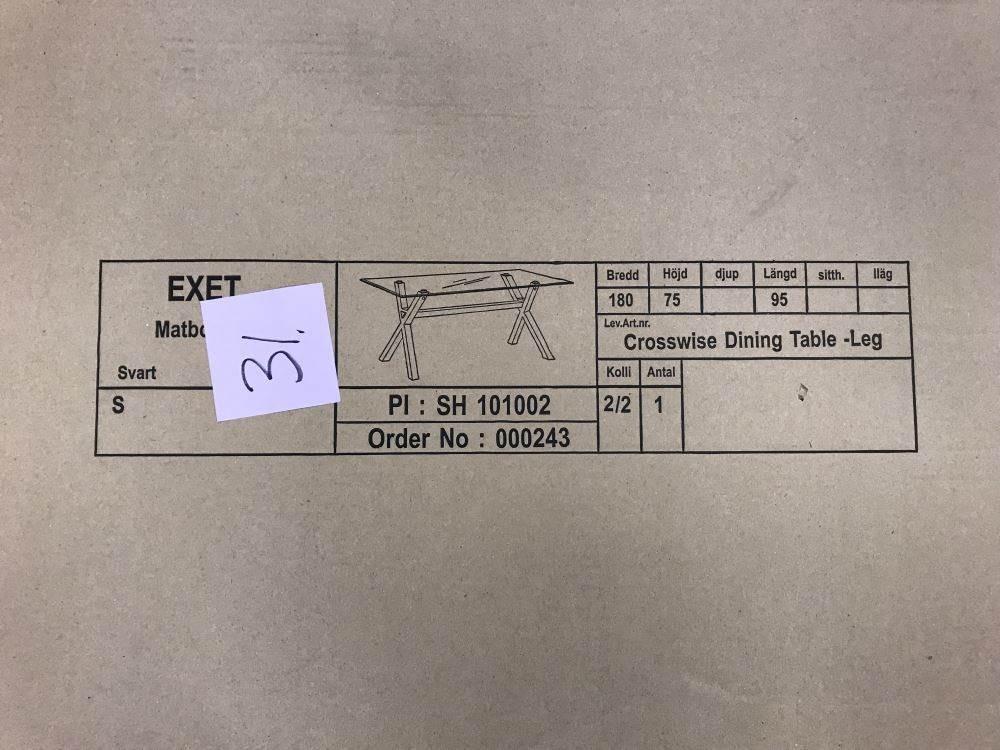 EXET
Matbo
Svart
S
31.
PI : SH 101002
Order No : 000243
Bredd Höjd djup Längd sitth. Iläg
180 75 95
Lev.Art.nr.
Crosswise Dining Table -Leg
Kolli Antal
2/2 1